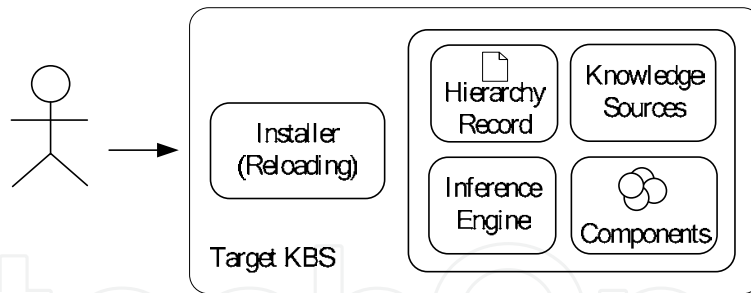 Hierarchy
Record
Knowledge
Sources
Installer
(Reloading)
Inference
Engine
Components
Target KBS